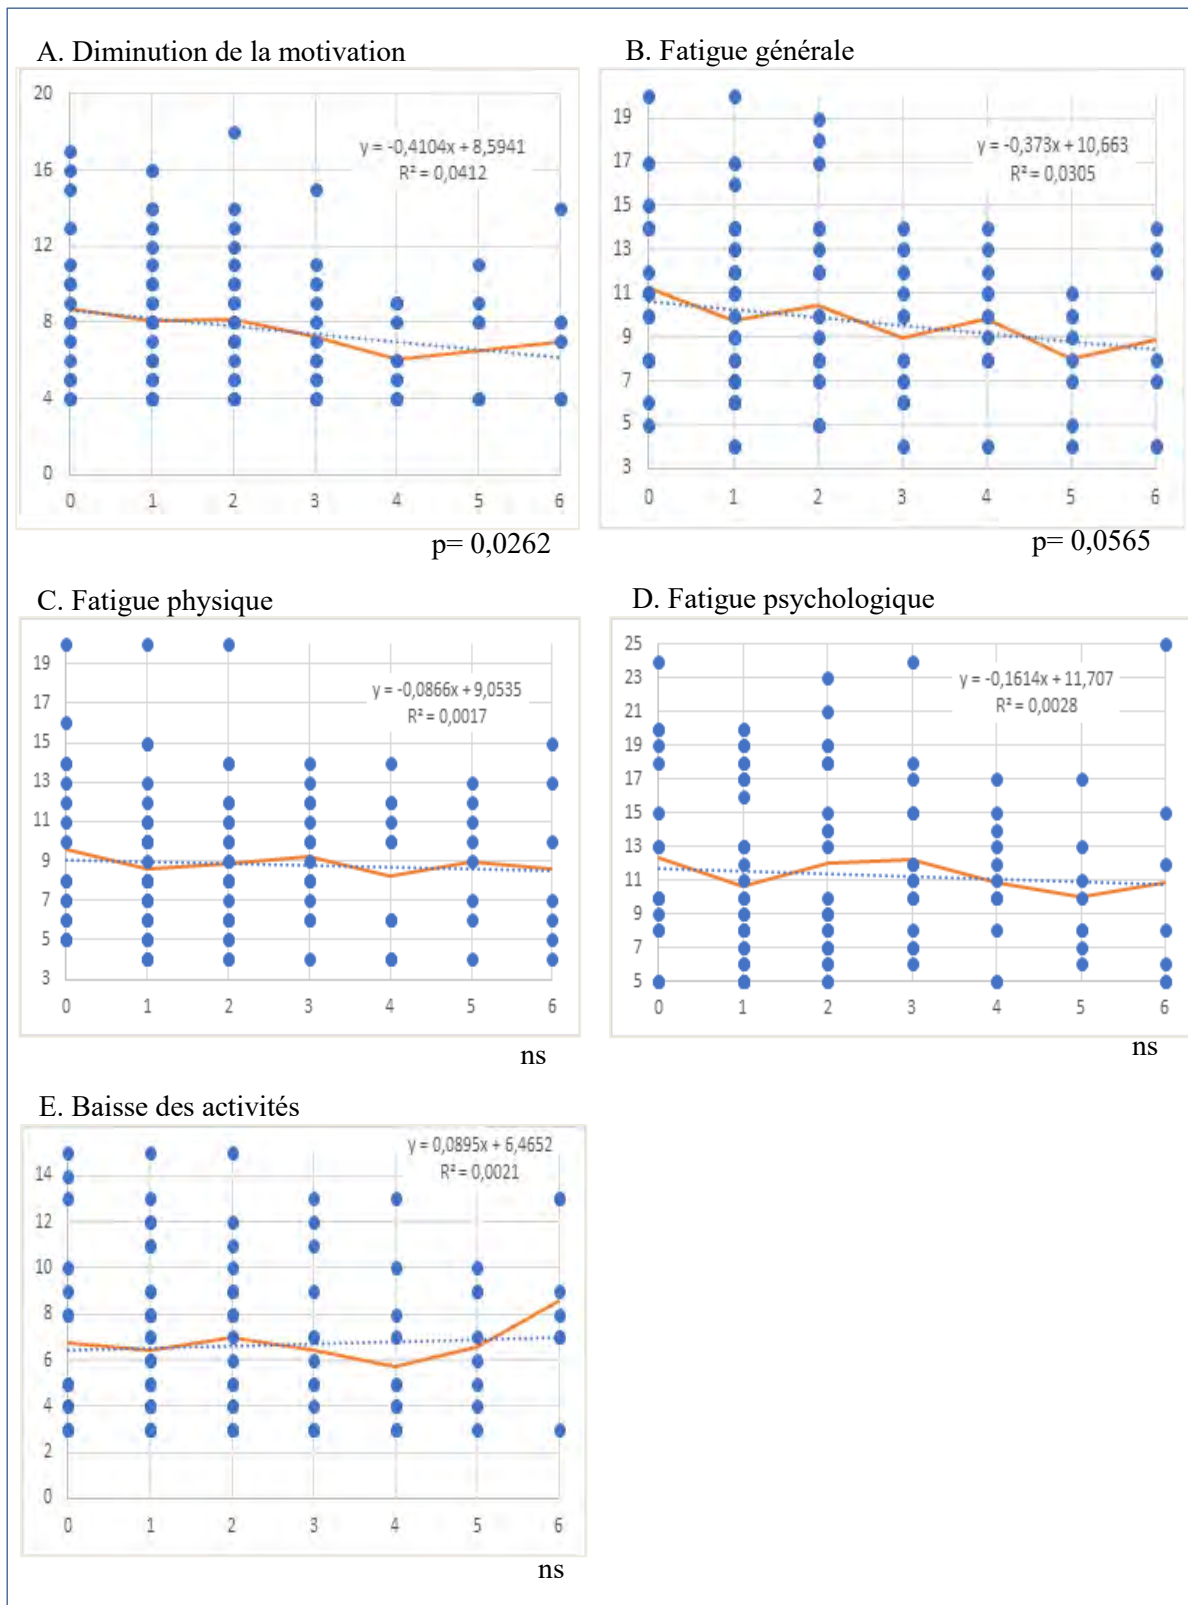 A. Diminution de la motivation
20
16
12
8
4
0
y = -0,4104x + 8,5941
R² = 0,0412
0 1 2 3 4 5 6
p= 0,0262
B. Fatigue générale
19
17
15
13
11
9
7
5
3
y = -0,373x + 10,663
R² = 0,0305
0 1 2 3 4 5 6
p= 0,0565
C. Fatigue physique
19
17
15
13
11
9
7
5
3
y = -0,0866x + 9,0535
R² = 0,0017
0 1 2 3 4 5 6
ns
D. Fatigue psychologique
25
23
21
19
17
15
13
11
9
7
5
y = -0,1614x + 11,707
R² = 0,0028
0 1 2 3 4 5 6
ns
E. Baisse des activités
y = 0,0895x + 6,4652
R² = 0,0021
14
12
10
8
6
4
2
0
0 1 2 3 4 5 6
ns